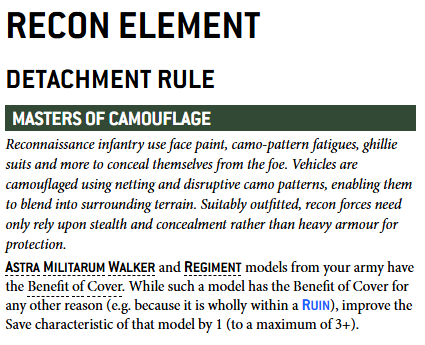 RECON ELEMENT
DETACHMENT RULE
MASTERS OF CAMOUFLAGE
Reconnaissance infantry use face paint, camo-pattern fatigues, ghillie
suits and more to conceal themselves from the foe. Vehicles are
camouflaged using netting and disruptive camo patterns, enabling them
to blend into surrounding terrain. Suitably outfitted, recon forces need
only rely upon stealth and concealment rather than heavy armour for
protection.
ASTRA MILITARUM WALKER and REGIMENT models from your army have
the Benefit of Cover. While such a model has the Benefit of Cover for
any other reason (e.g. because it is wholly within a RUIN), improve the
Save characteristic of that model by 1 (to a maximum of 3+).